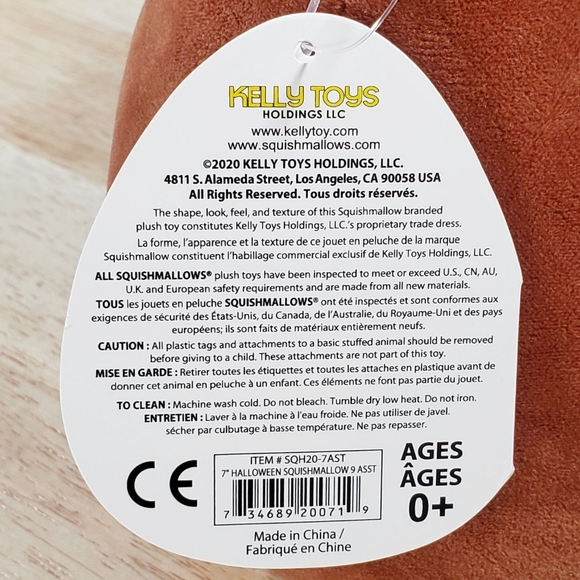 KELLY TOYS
HOLDINGS LLC
www.kellytoy.com
www.squishmallows.com
©2020 KELLY TOYS HOLDINGS, LLC.
4811 S. Alameda Street, Los Angeles, CA 90058 USA
All Rights Reserved. Tous droits réservés.
The shape, look, feel, and texture of this Squishmallow branded
plush toy constitutes Kelly Toys Holdings, LLC.'s proprietary trade dress.
La forme, l'apparence et la texture de ce jouet en peluche de la marque
Squishmallow constituent l'habillage commercial exclusif de Kelly Toys Holdings, LLC.
ALL SQUISHMALLOWS® plush toys have been inspected to meet or exceed U.S., CN, AU,
U.K. and European safety requirements and are made from all new materials.
TOUS les jouets en peluche SQUISHMALLOWS® ont été inspectés et sont conformes aux
exigences de sécurité des États-Unis, du Canada, de l'Australie, du Royaume-Uni et des pays
européens; ils sont faits de matériaux entièrement neufs.
CAUTION : All plastic tags and attachments to a basic stuffed animal should be removed
before giving to a child. These attachments are not part of this toy.
MISE EN GARDE : Retirer toutes les étiquettes et toutes les attaches en plastique avant de
donner cet animal en peluche à un enfant. Ces éléments ne font pas partie du jouet.
TO CLEAN : Machine wash cold. Do not bleach. Tumble dry low heat. Do not iron.
ENTRETIEN : Laver à la machine à l'eau froide. Ne pas utiliser de javel.
sécher par culbutage à basse température. Ne pas repasser.
CE
ITEM # SQH20-7AST
7" HALLOWEEN SQUISHMALLOW 9 ASST
7 34689 20071 9
Made in China /
Fabriqué en Chine
AGES
ÂGES
0+